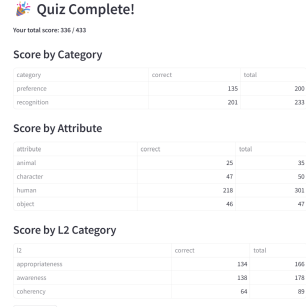 🎉 Quiz Complete!
Your total score: 336 / 433
Score by Category
category correct total
preference 135 200
recognition 201 233
Score by Attribute
attribute correct total
animal 25 35
character 47 50
human 218 301
object 46 47
Score by L2 Category
l2 correct total
appropriateness 134 166
awareness 138 178
coherency 64 89